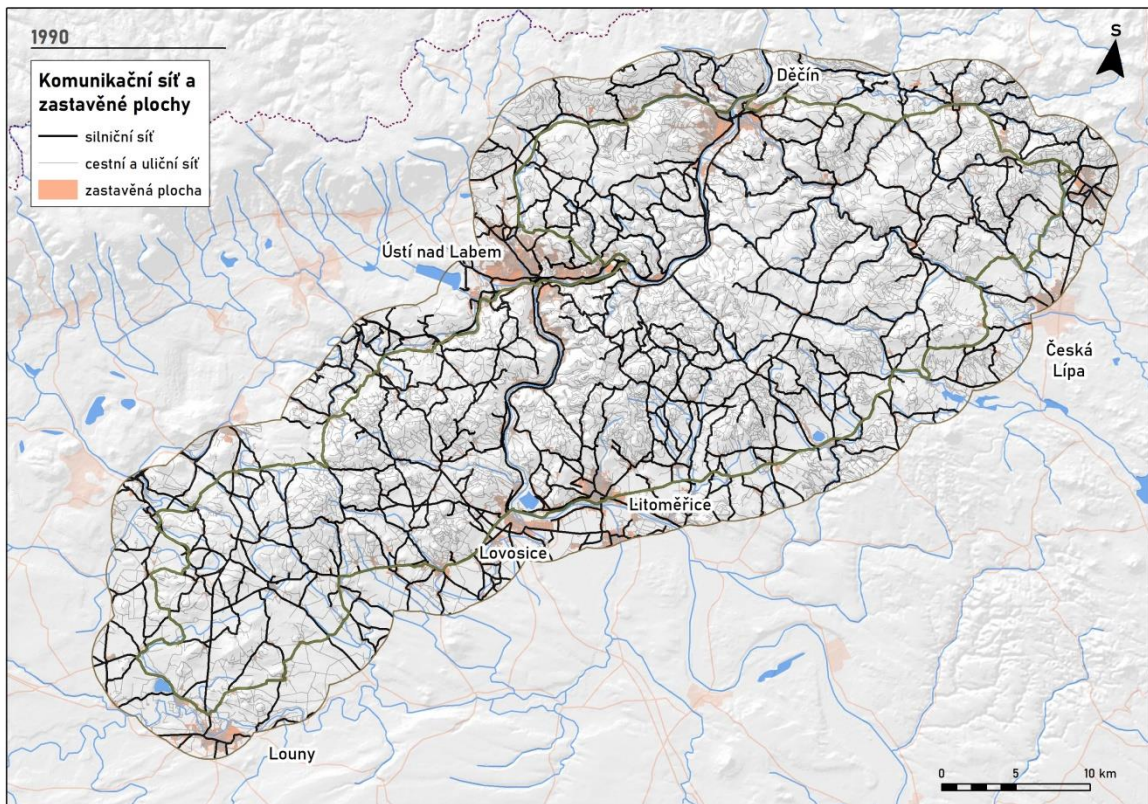 1990
Komunikační síť a
zastavěné plochy
silniční síť
cestní a uliční síť
zastavěná plocha
S
Děčín
Ústí nad Labem
Česká
Lípa
Litoměřice
Lovosice
Louny
0 5 10 km